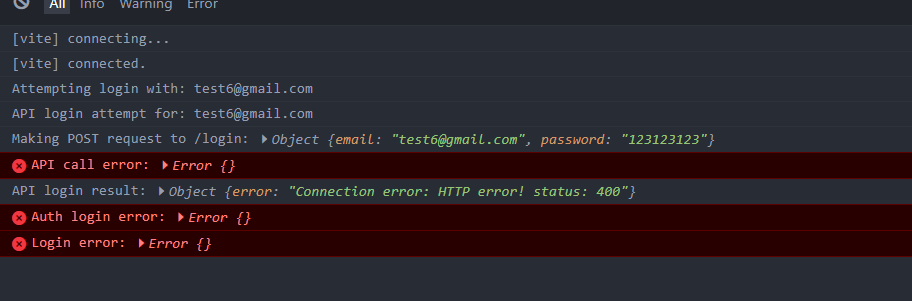 All Info Warning Error
[vite] connecting...
[vite] connected.
Attempting login with: test6@gmail.com
API login attempt for: test6@gmail.com
Making POST request to /login: Object {email: "test6@gmail.com", password: "123123123"}
API call error: Error {}
API login result: Object {error: "Connection error: HTTP error! status: 400"}
Auth login error: Error {}
Login error: Error {}